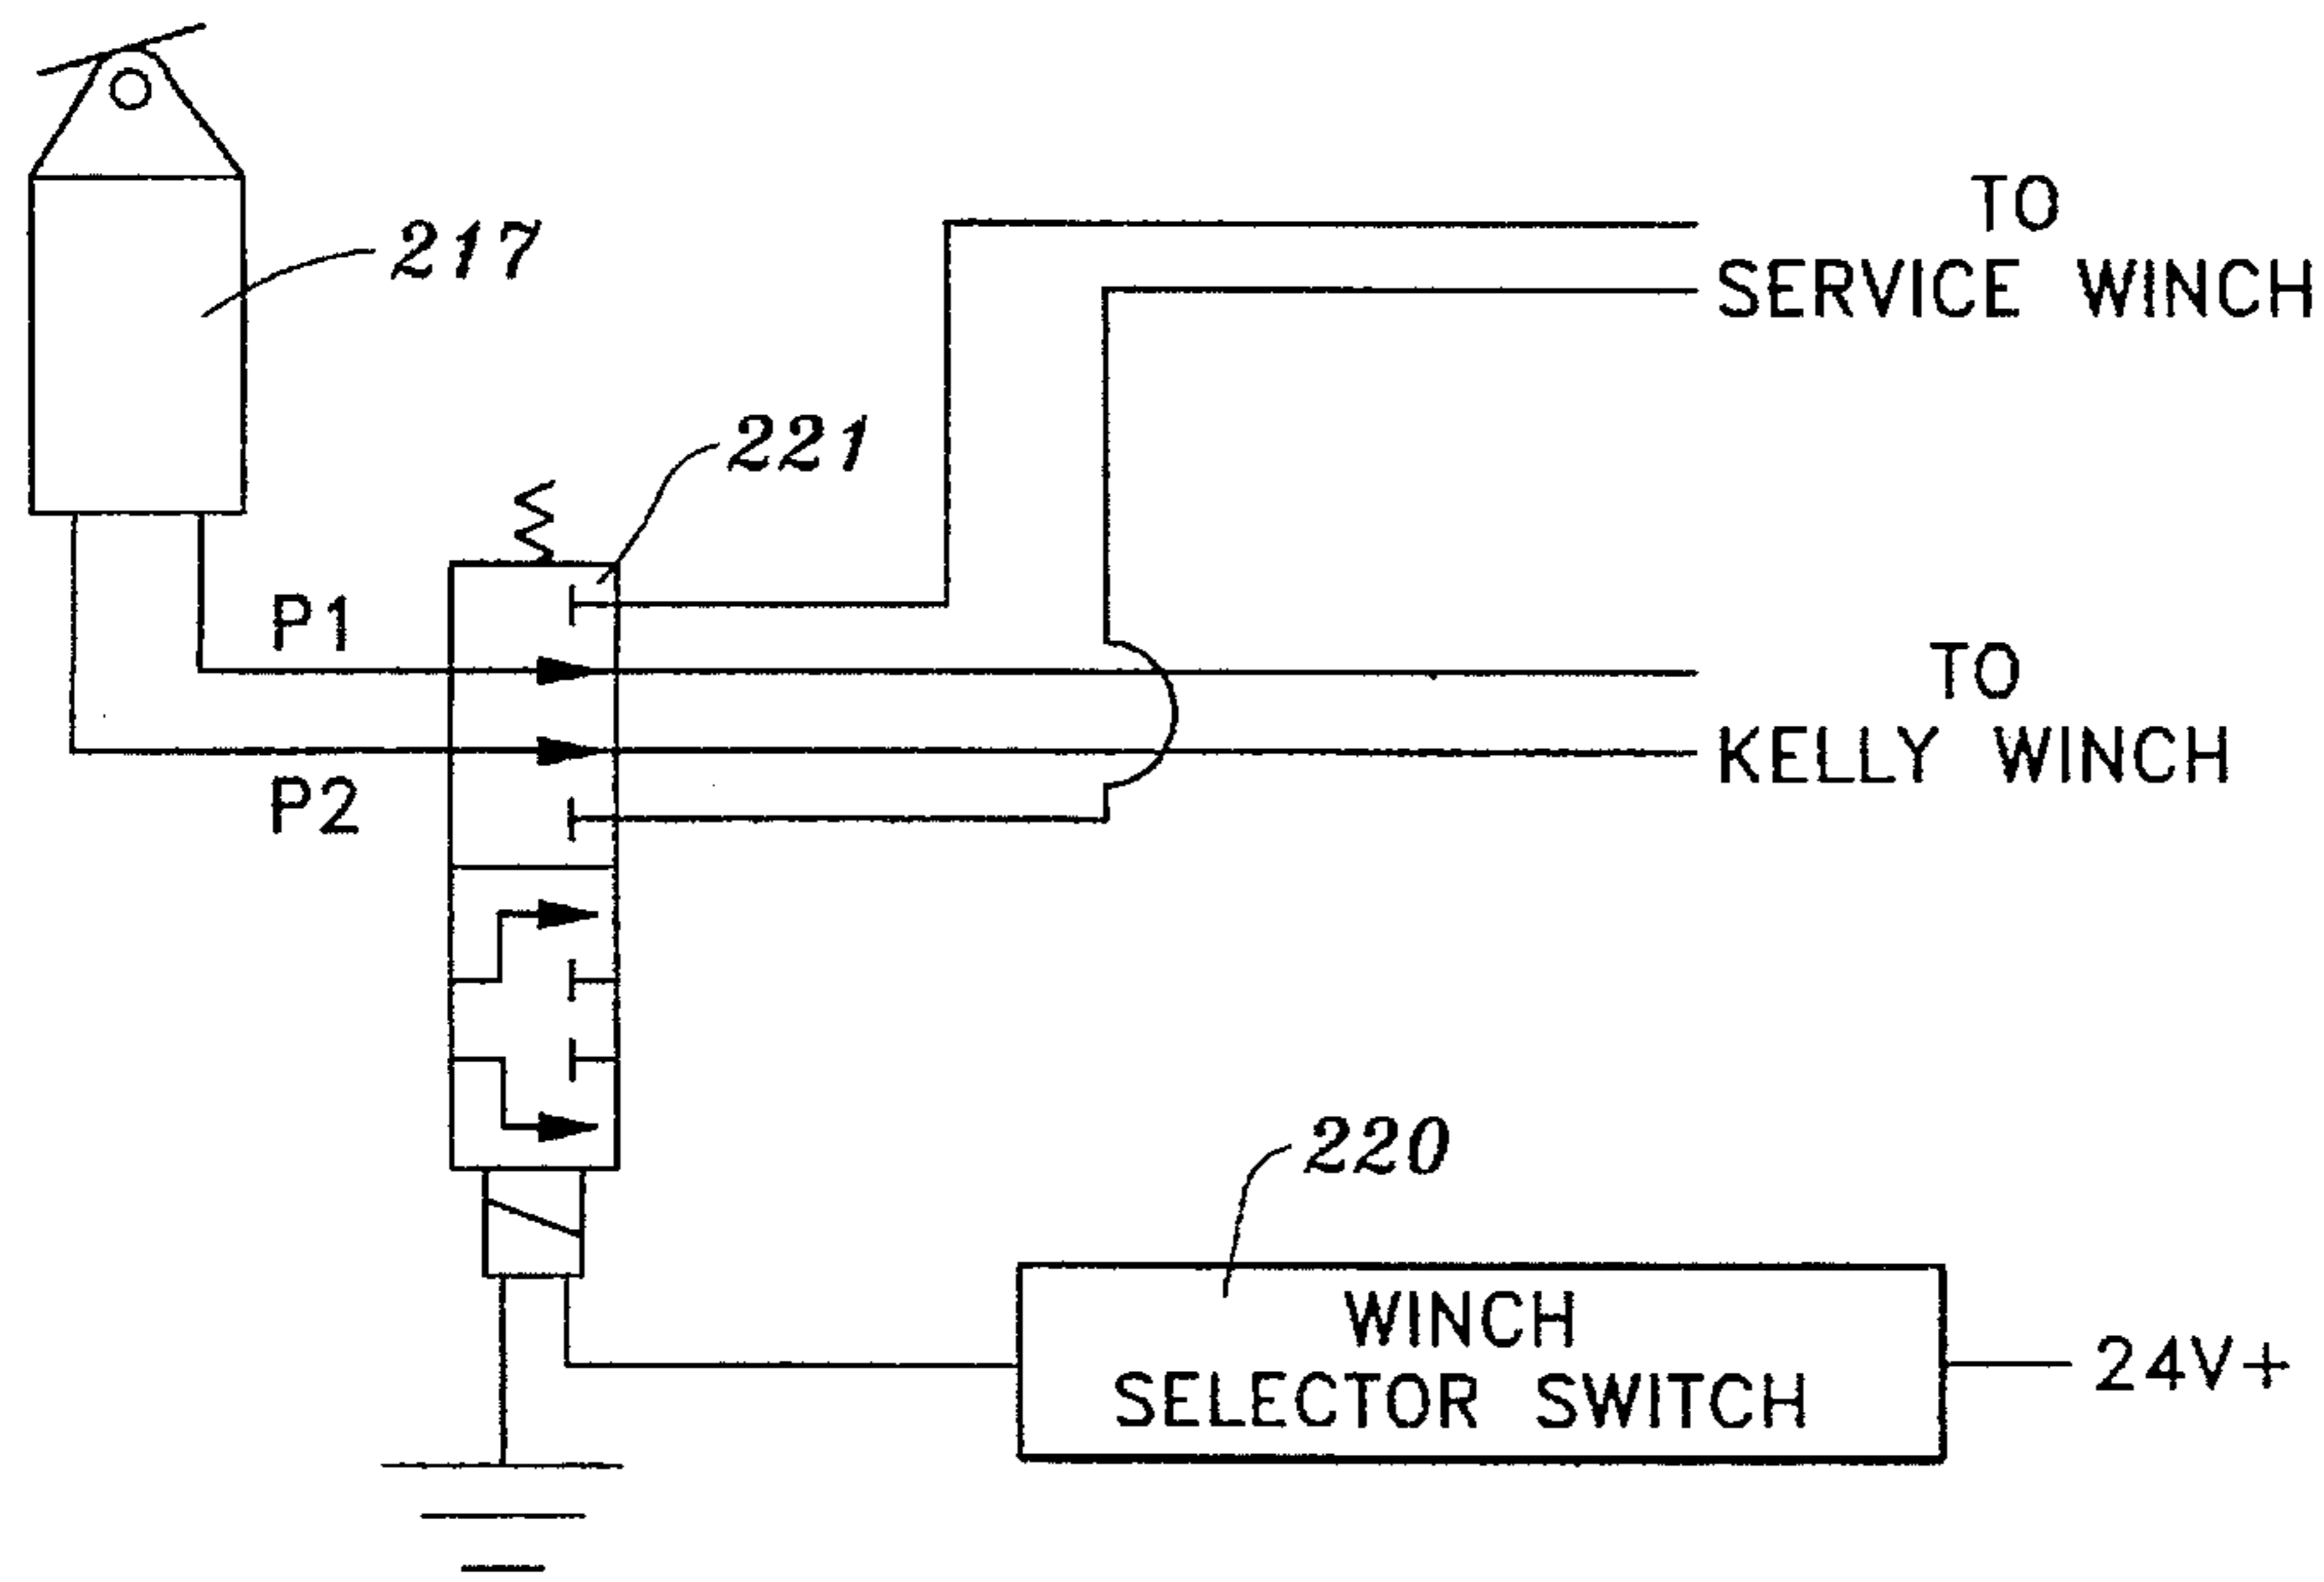 217
TO
SERVICE WINCH
221
P1
TO
KELLY WINCH
P2
220
WINCH
SELECTOR SWITCH
24V+